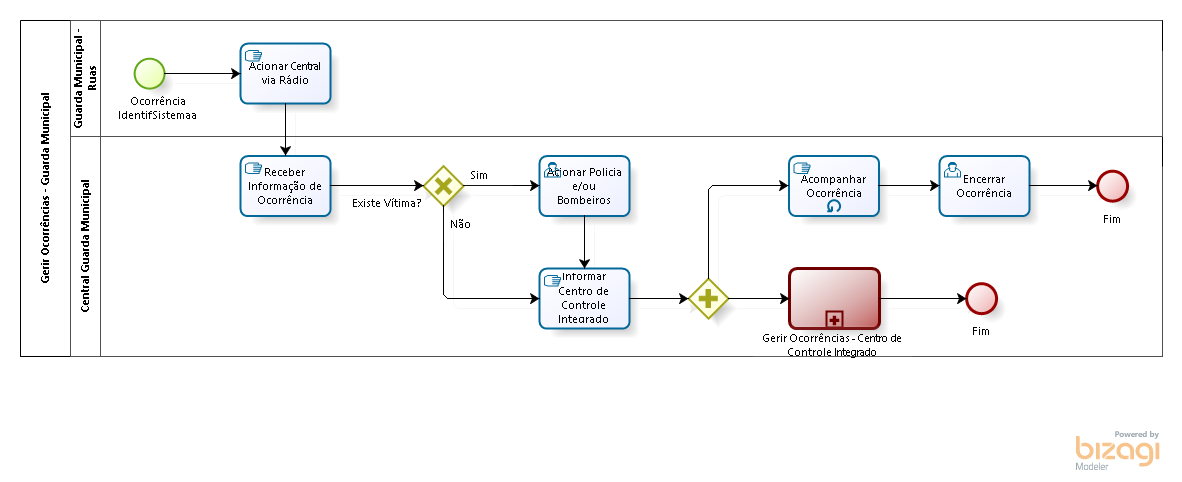 Gerir Ocorrências - Guarda Municipal
Guarda Municipal -
Ruas
Ocorrência
IdentifSistemaa
Acionar Central
via Rádio
Central Guarda Municipal
Receber
Informação de
Ocorrência
Existe Vítima?
Sim
Não
Acionar Policia
e/ou
Bombeiros
Informar
Centro de
Controle
Integrado
Acompanhar
Ocorrência
Encerrar
Ocorrência
Fim
Gerir Ocorrências - Centro de
Controle Integrado
Fim
Powered by
bizagi
Modeler